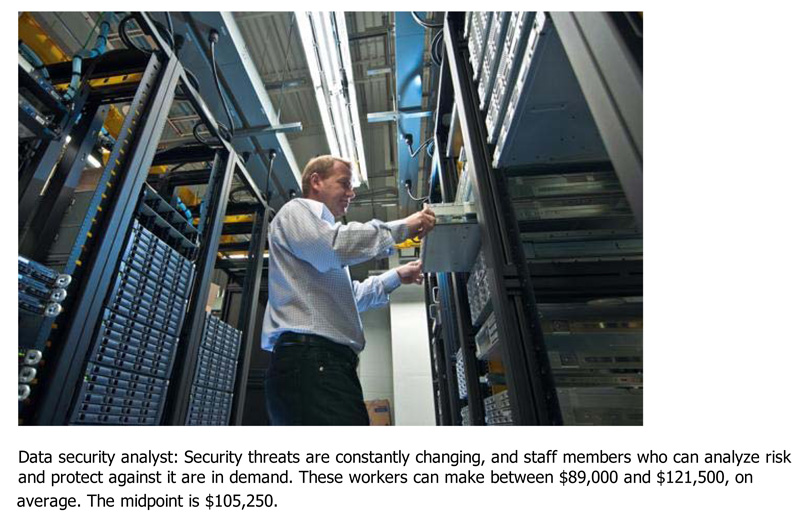 Data security analyst: Security threats are constantly changing, and staff members who can analyze risk
and protect against it are in demand. These workers can make between $89,000 and $121,500, on
average. The midpoint is $105,250.